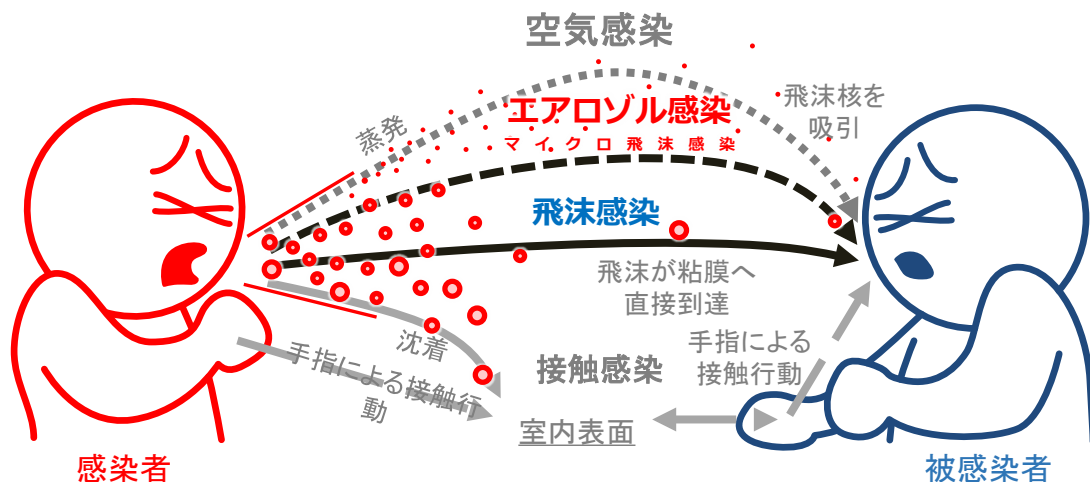 空気感染
エアロゾル感染
マイクロ飛沫感染
蒸発
飛沫核を
吸引
飛沫感染
飛沫が粘膜へ
直接到達
沈着
手指による接触行
動
接触感染
手指による
接触行動
室内表面
感染者
被感染者